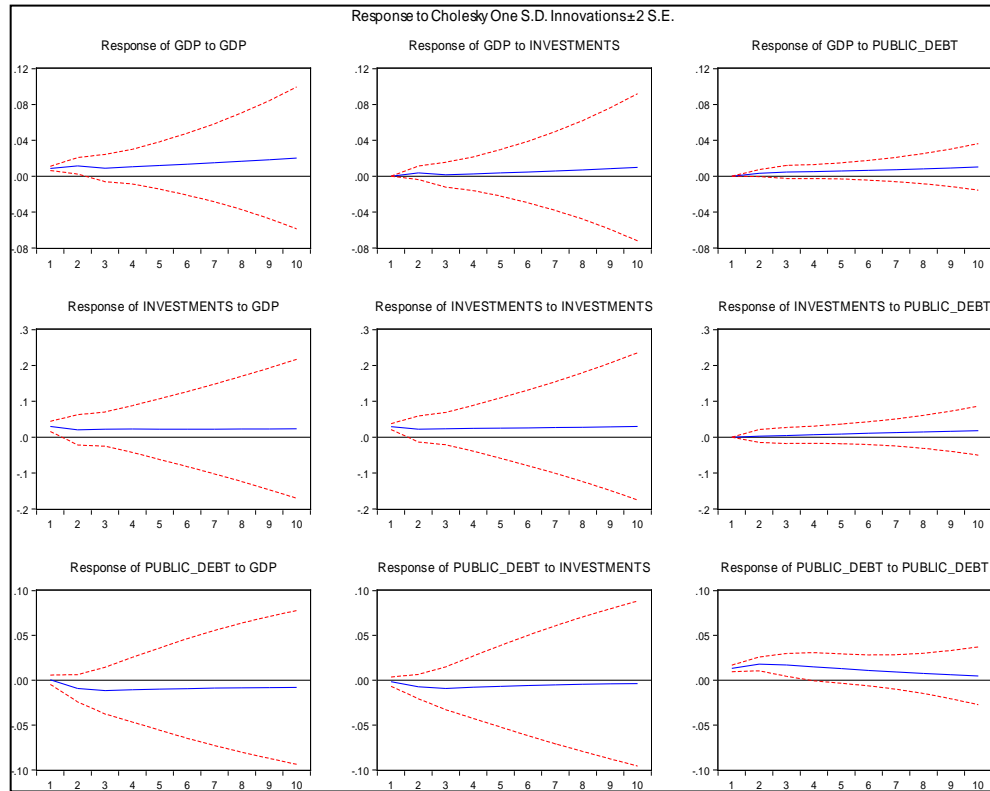 Response to Cholesky One S.D. Innovations ± 2 S.E.
Response of GDP to GDP
Response of GDP to INVESTMENTS
Response of GDP to PUBLIC_DEBT
.12 .12 .12
.08 .08 .08
.04 .04 .04
.00 .00 .00
-.04 -.04 -.04
-.08 -.08 -.08
1 2 3 4 5 6 7 8 9 10 1 2 3 4 5 6 7 8 9 10 1 2 3 4 5 6 7 8 9 10
Response of INVESTMENTS to GDP
Response of INVESTMENTS to INVESTMENTS
Response of INVESTMENTS to PUBLIC_DEBT
.3 .3 .3
.2 .2 .2
.1 .1 .1
.0 .0 .0
-.1 -.1 -.1
-.2 -.2 -.2
1 2 3 4 5 6 7 8 9 10 1 2 3 4 5 6 7 8 9 10 1 2 3 4 5 6 7 8 9 10
Response of PUBLIC_DEBT to GDP
Response of PUBLIC_DEBT to INVESTMENTS
Response of PUBLIC_DEBT to PUBLIC_DEBT
.10 .10 .10
.05 .05 .05
.00 .00 .00
-.05 -.05 -.05
-.10 -.10 -.10
1 2 3 4 5 6 7 8 9 10 1 2 3 4 5 6 7 8 9 10 1 2 3 4 5 6 7 8 9 10